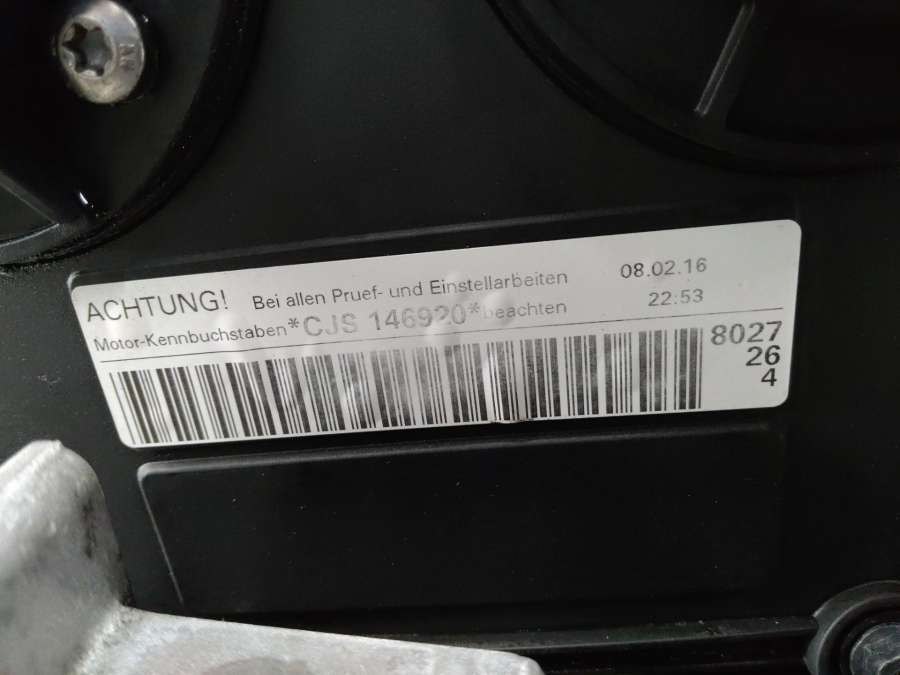 ACHTUNG! Bei allen Pruef- und Einstellarbeiten 08.02.16
Motor-Kennbuchstaben*CJS 146920*beachten 22:53
8027
26
4